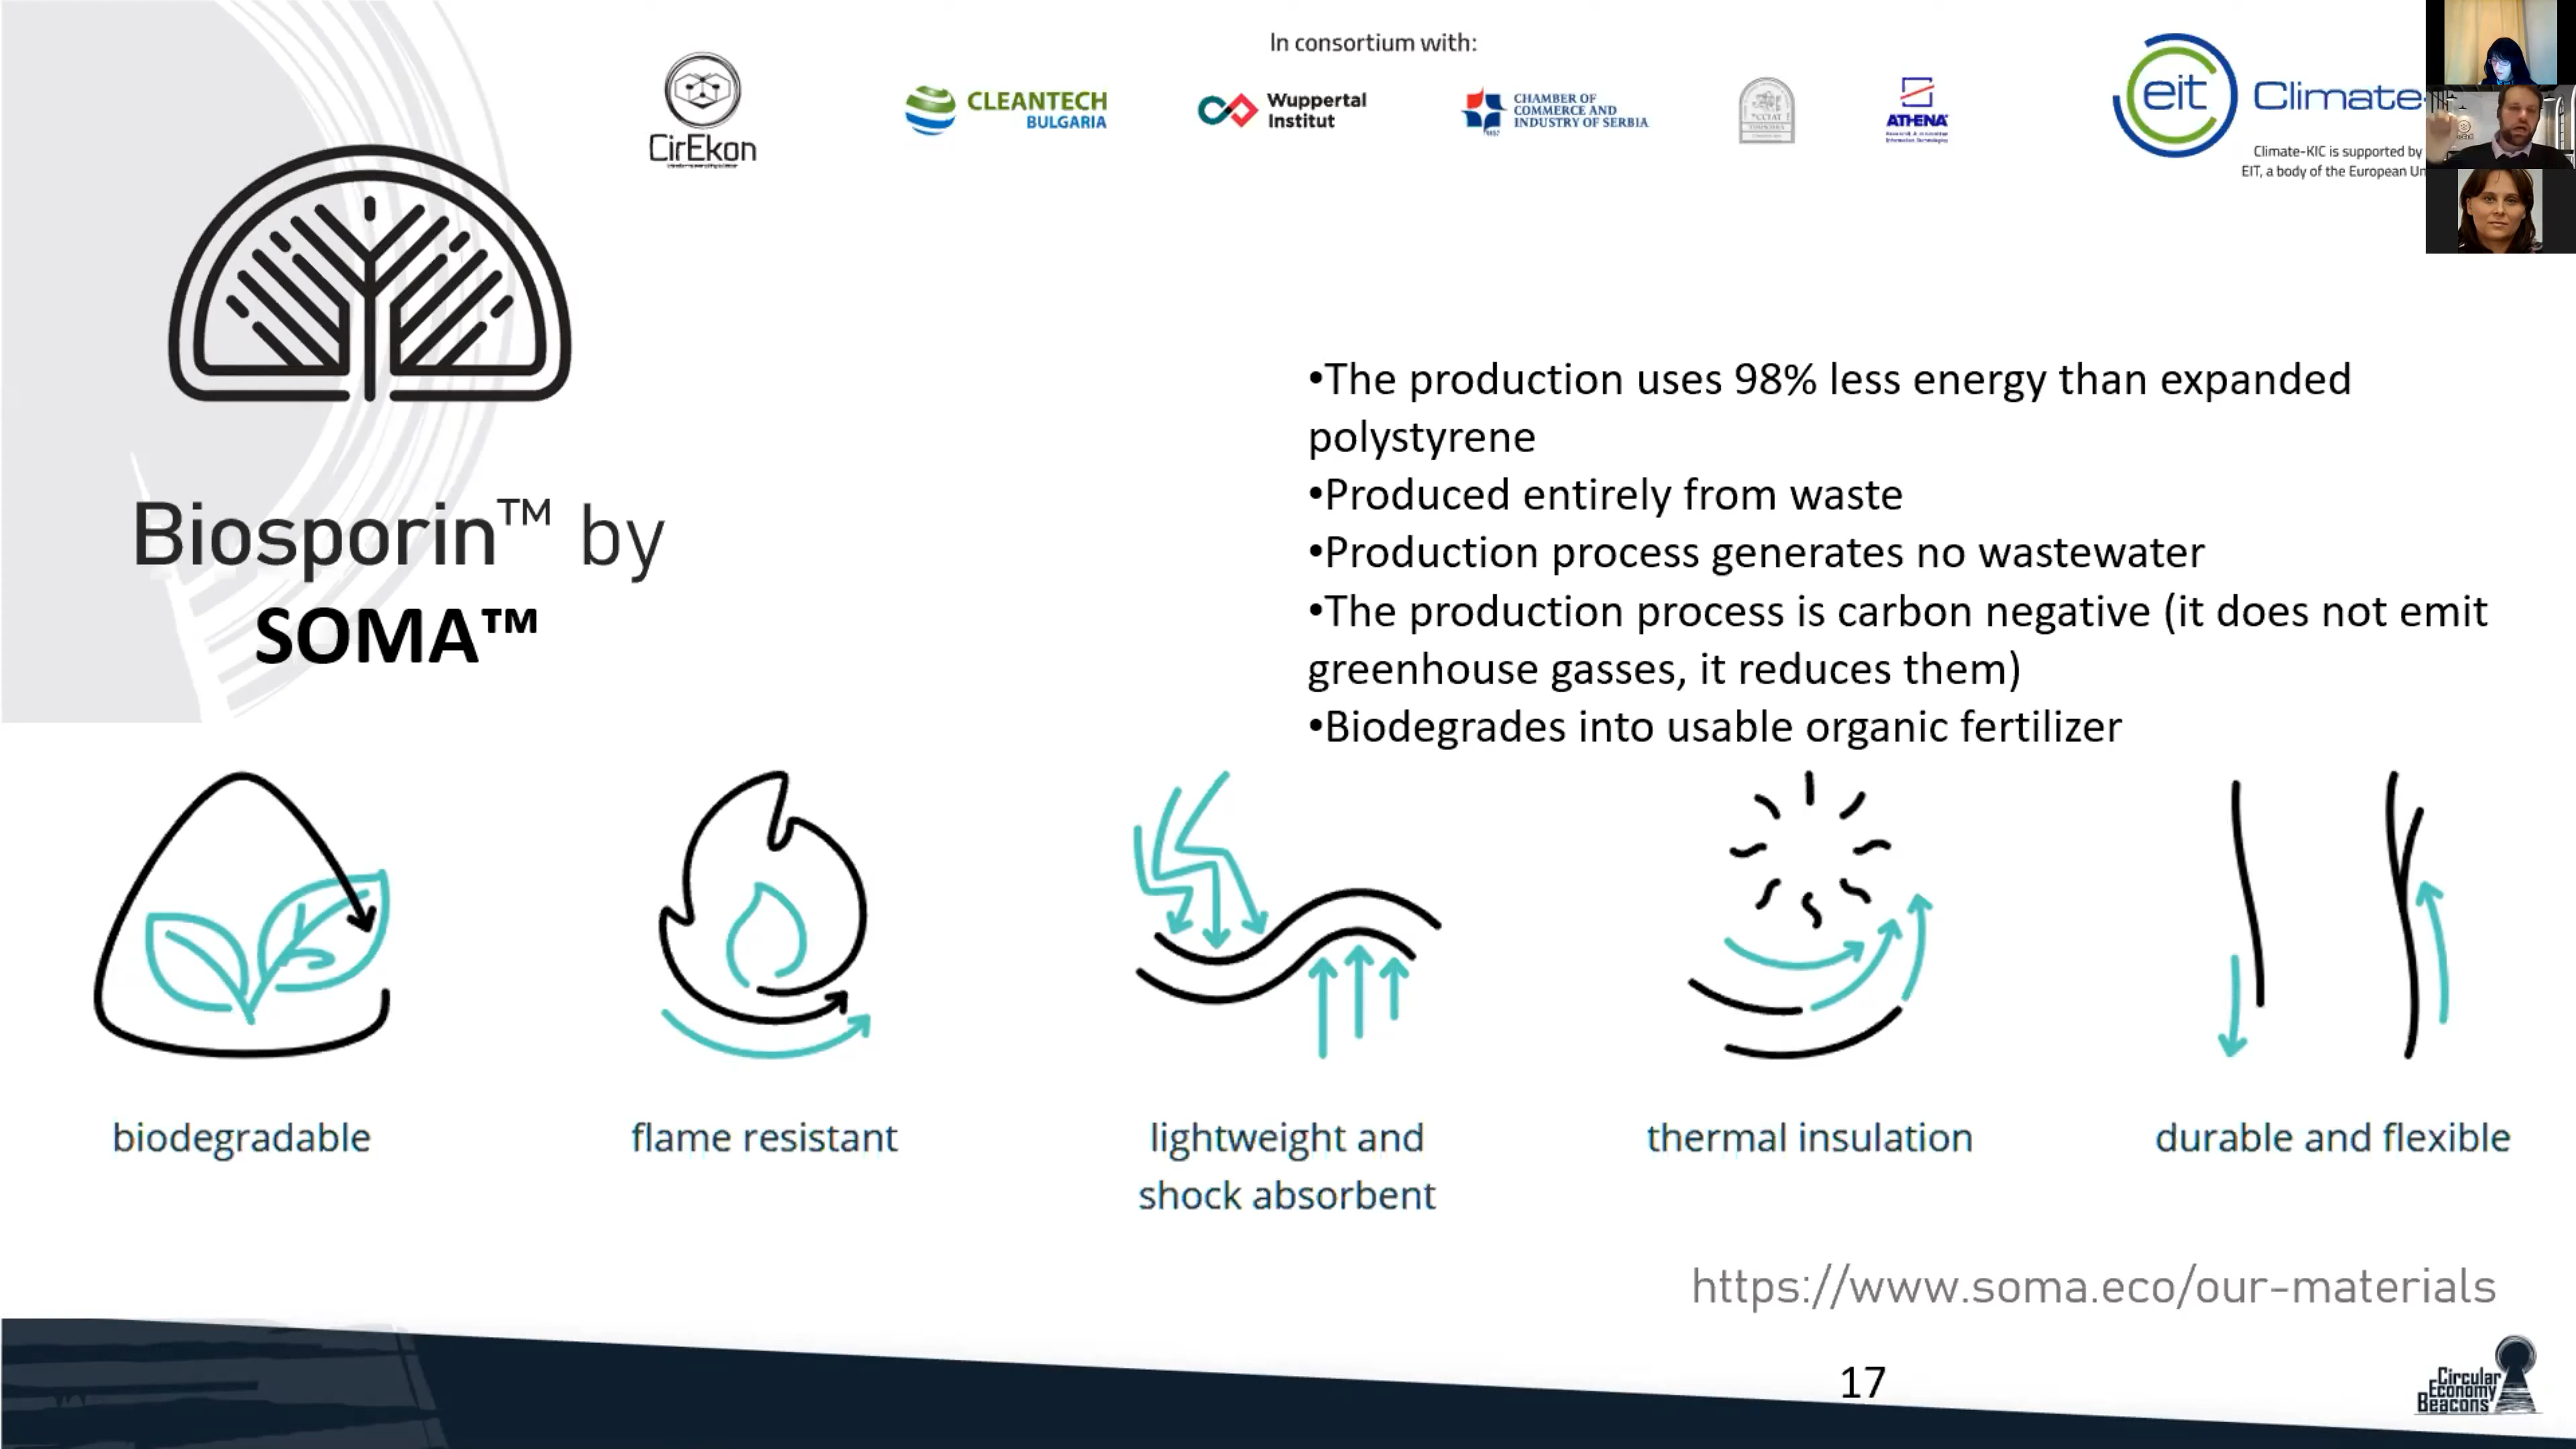 In consortium with:
CirEkon
CLEANTECH
BULGARIA
Wuppertal
Institut
1857
CHAMBER OF
COMMERCE AND
INDUSTRY OF SERBIA
CCIAT
ATHENA
eit Climate-
Climate-KIC is supported by
EIT, a body of the European Un
•The production uses 98% less energy than expanded
polystyrene
•Produced entirely from waste
•Production process generates no wastewater
•The production process is carbon negative (it does not emit
greenhouse gasses, it reduces them)
•Biodegrades into usable organic fertilizer
Biosporin™ by
SOMA™
biodegradable
flame resistant
lightweight and
shock absorbent
thermal insulation
durable and flexible
https://www.soma.eco/our-materials
17
Circular
Economy
Beacons